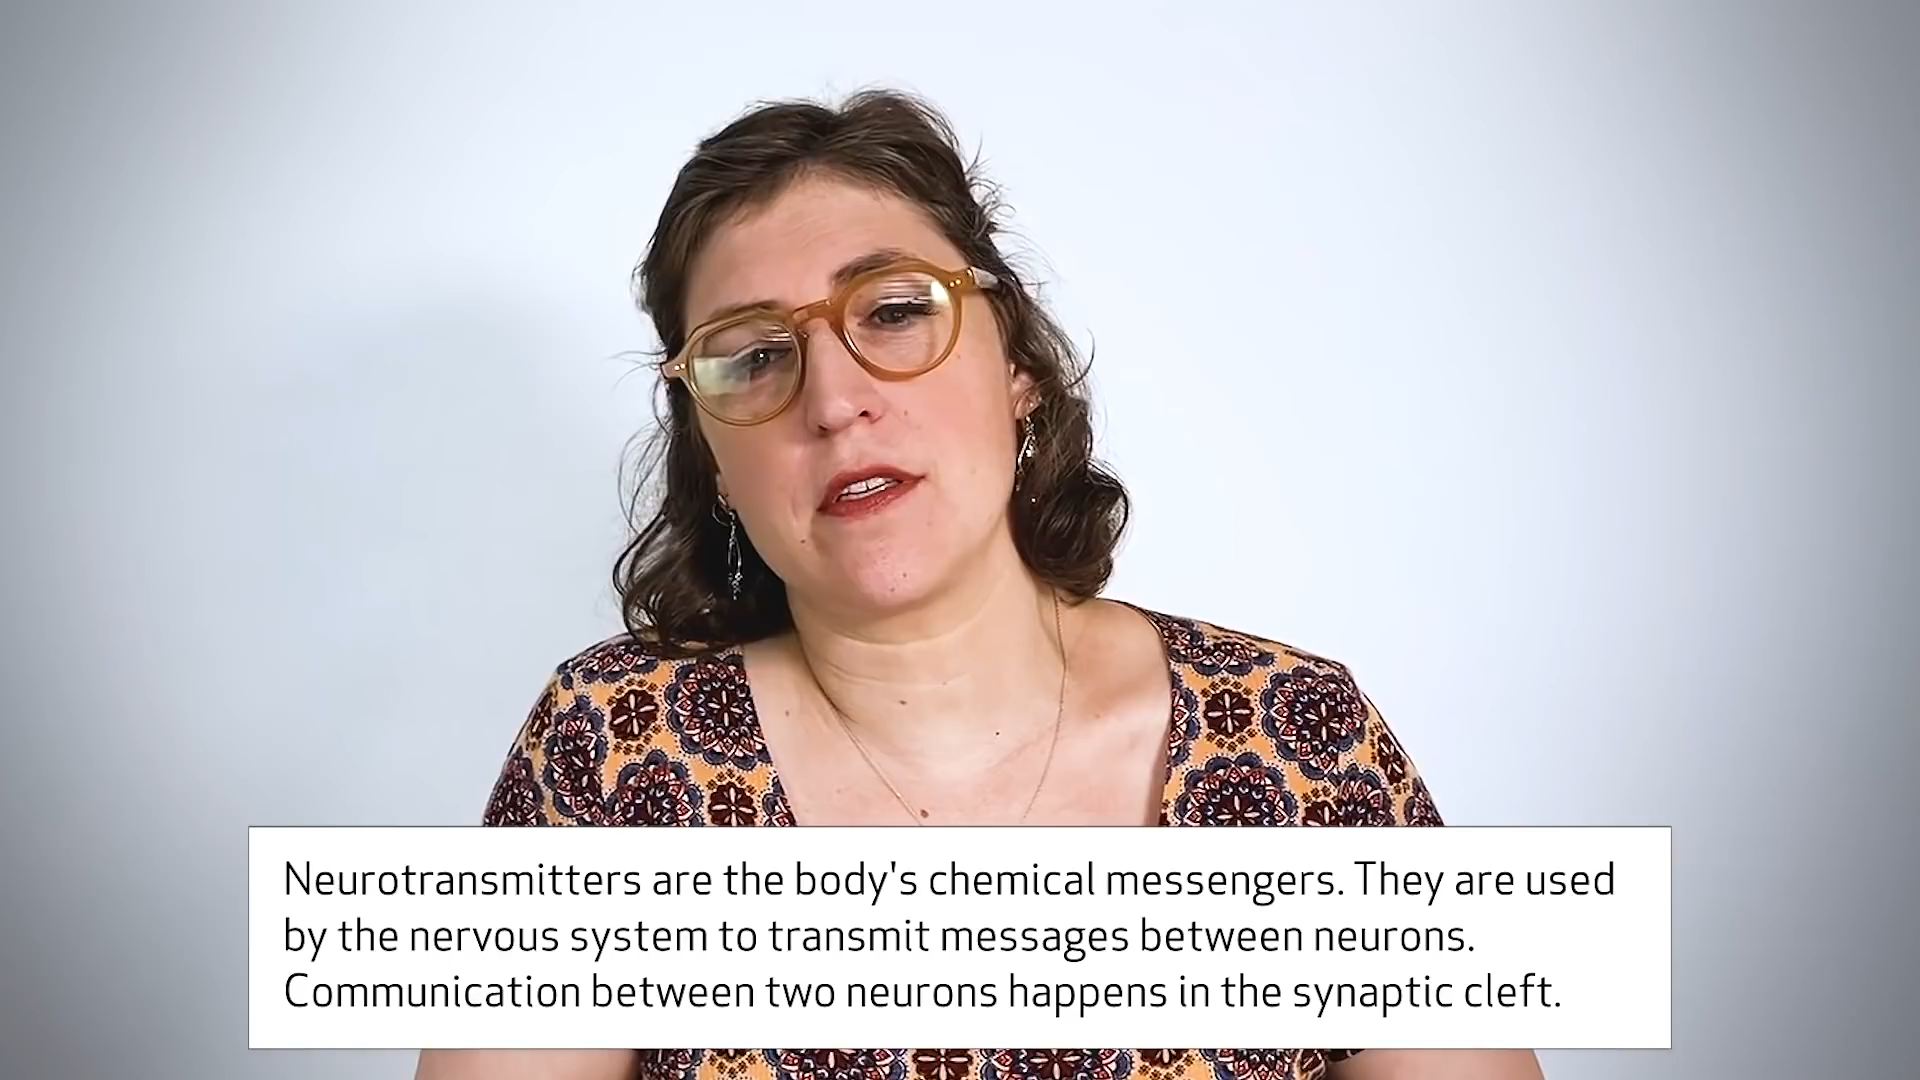 Neurotransmitters are the body's chemical messengers. They are used
by the nervous system to transmit messages between neurons.
Communication between two neurons happens in the synaptic cleft.